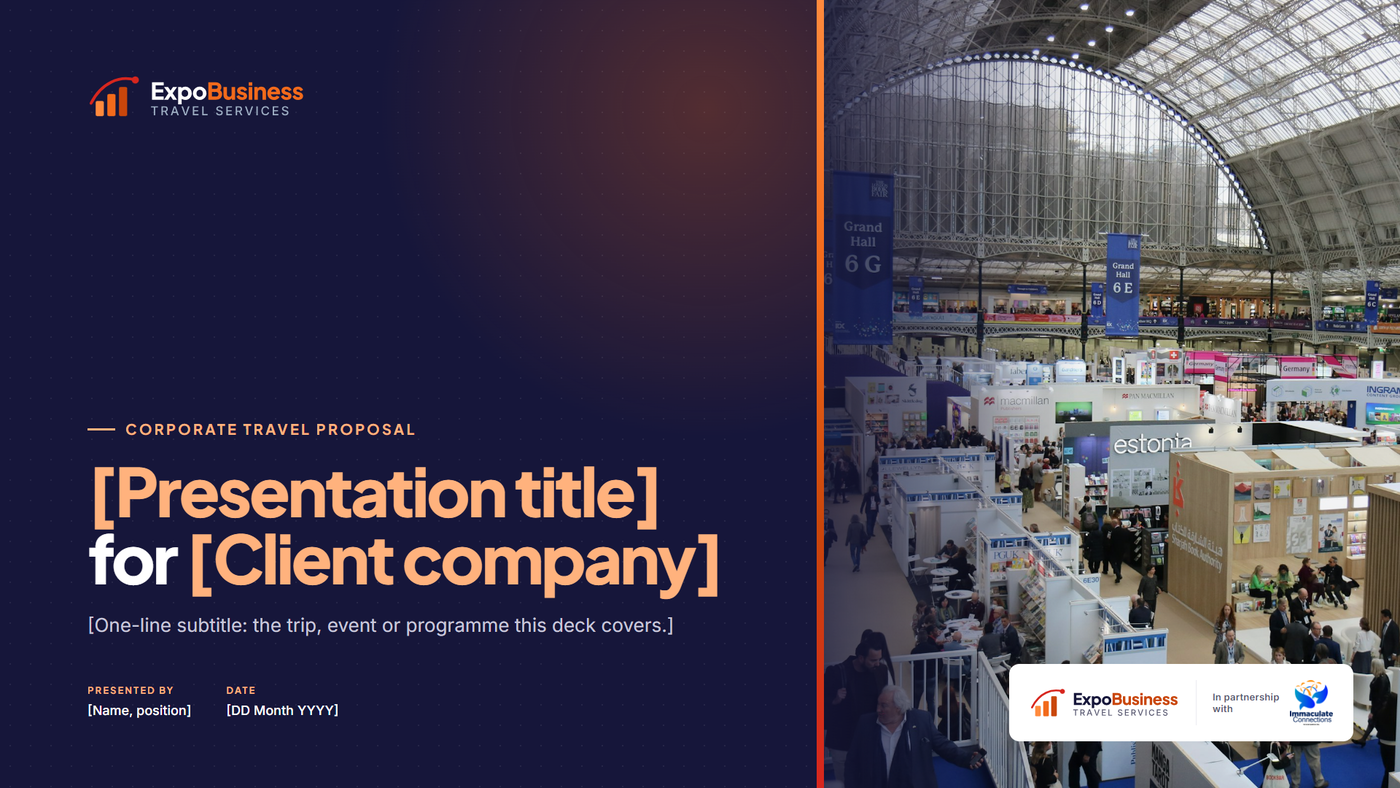 ExpoBusiness
TRAVEL SERVICES
CORPORATE TRAVEL PROPOSAL
[Presentation title]
for [Client company]
[One-line subtitle: the trip, event or programme this deck covers.]
PRESENTED BY
[Name, position]
DATE
[DD Month YYYY]
Grand
Hall
6 G
Grand
Hall
6 E
Germany
macmillan
PAN MACMILLAN
INGRAM
estonia
6E30
ExpoBusiness
TRAVEL SERVICES
In partnership
with
Immaculate
Connections